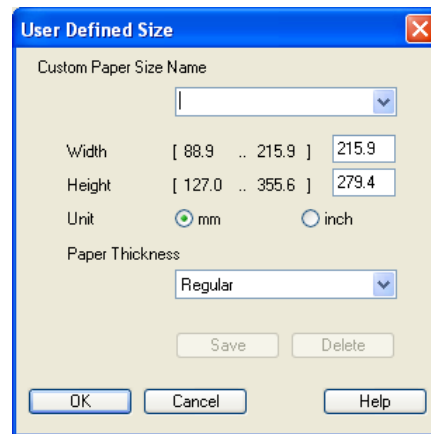 User Defined Size
Custom Paper Size Name
Width [ 88.9 .. 215.9 ] 215.9
Height [ 127.0 .. 355.6 ] 279.4
Unit mm inch
Paper Thickness
Regular
Save Delete
OK Cancel Help